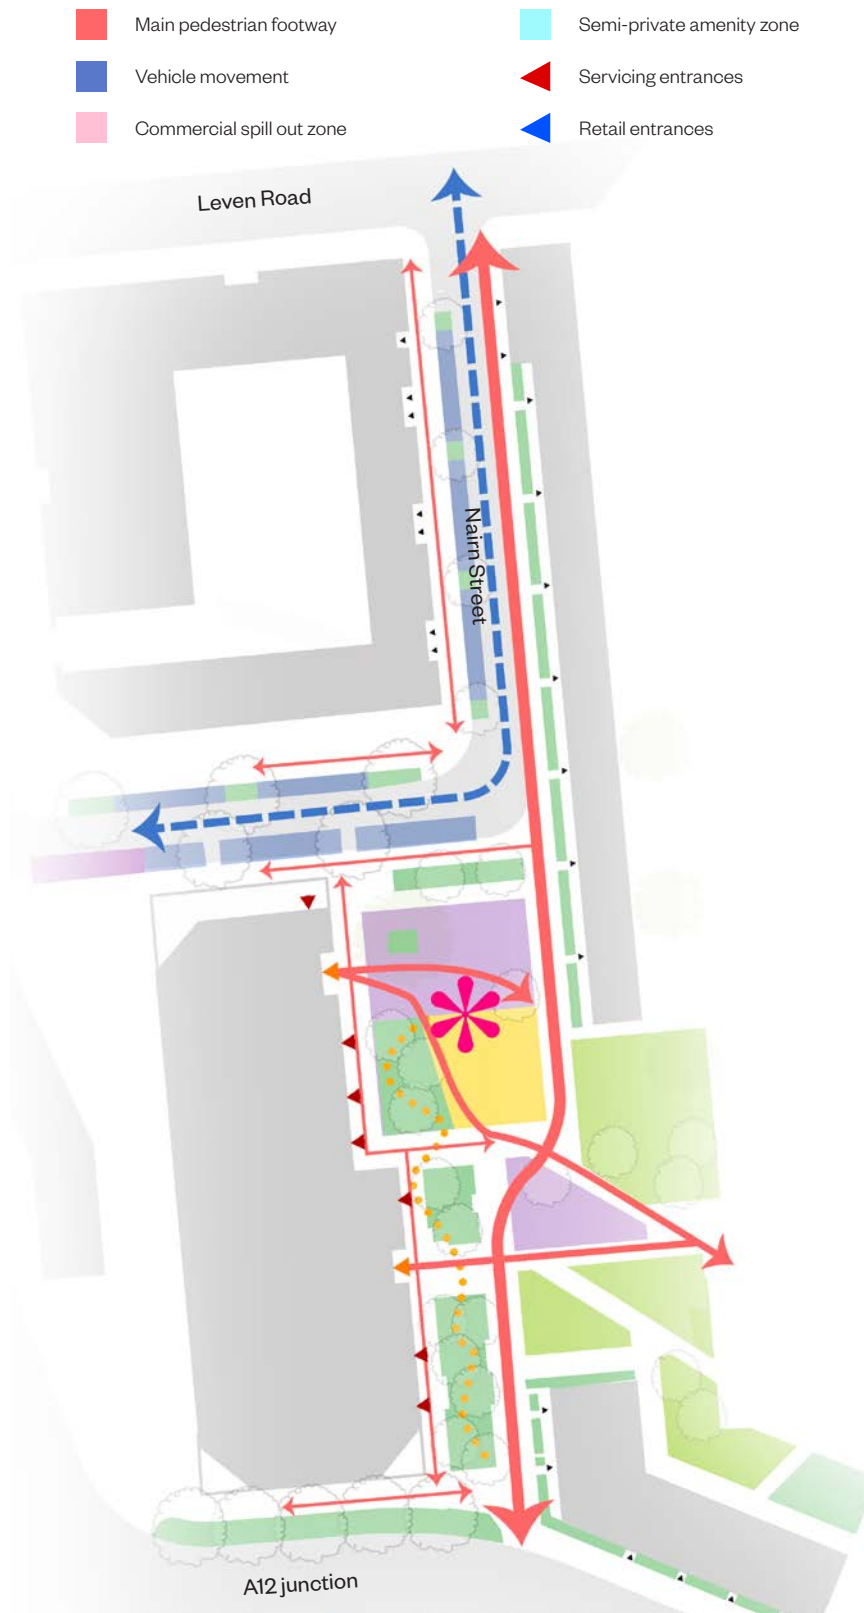 Main pedestrian footway
Semi-private amenity zone
Vehicle movement
Servicing entrances
Commercial spill out zone
Retail entrances
Leven Road
Nairn Street
A12 junction